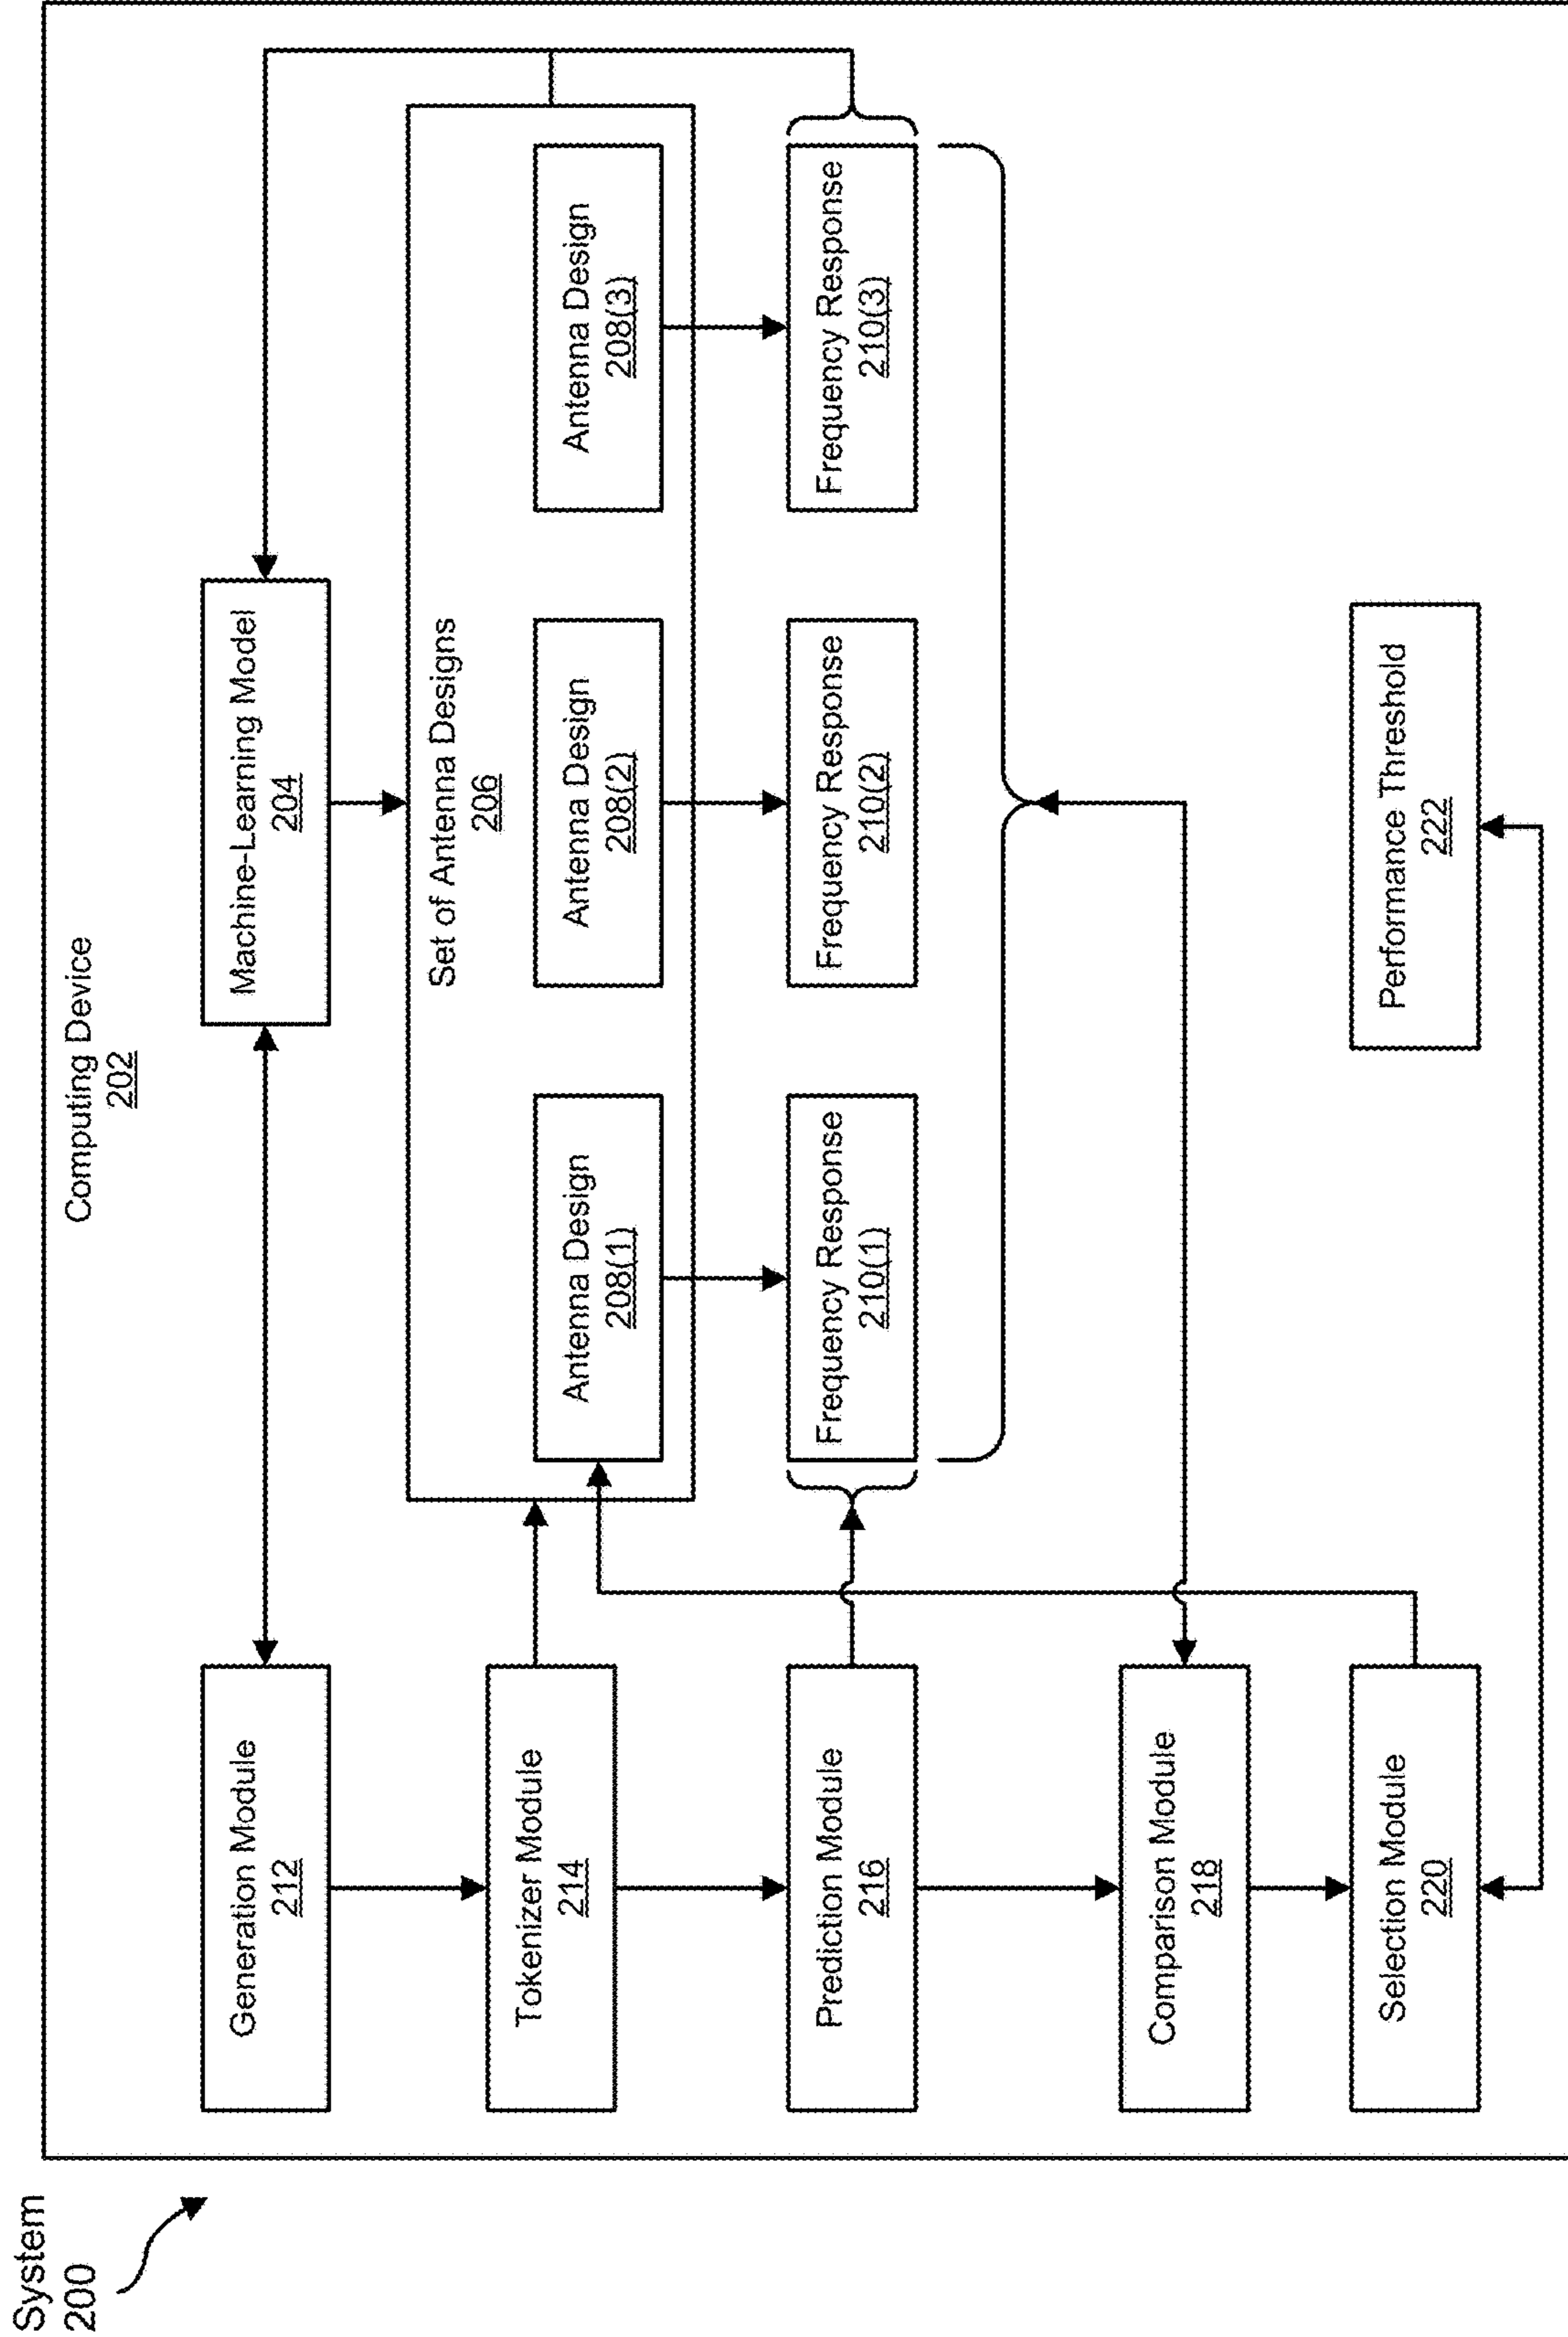 System
200
Computing Device
202
Generation Module
212
Machine-Learning Model
204
Set of Antenna Designs
206
Tokenizer Module
214
Antenna Design
208(1)
Antenna Design
208(2)
Antenna Design
208(3)
Prediction Module
216
Frequency Response
210(1)
Frequency Response
210(2)
Frequency Response
210(3)
Comparison Module
218
Selection Module
220
Performance Threshold
222